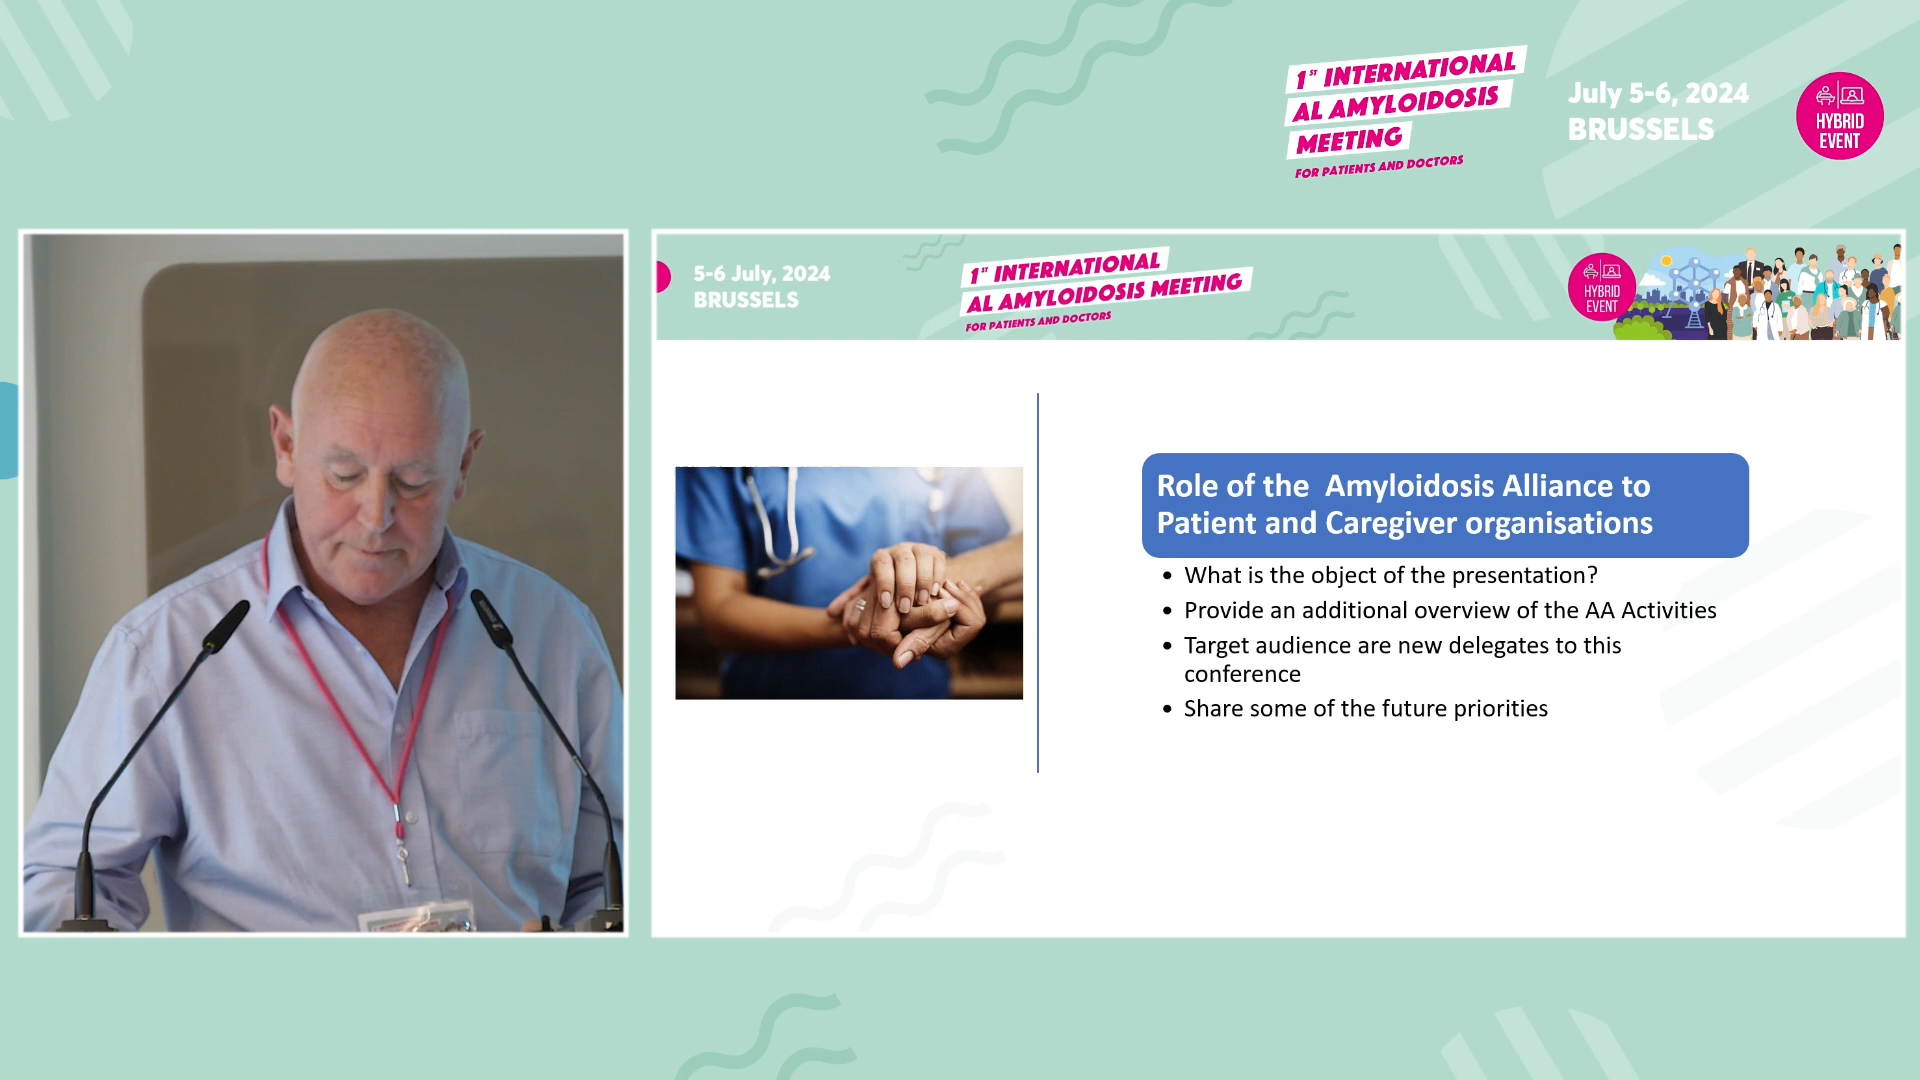 1ST INTERNATIONAL
AL AMYLOIDOSIS
MEETING
FOR PATIENTS AND DOCTORS
July 5-6, 2024
BRUSSELS
HYBRID
EVENT
5-6 July, 2024
BRUSSELS
1ST INTERNATIONAL
AL AMYLOIDOSIS MEETING
FOR PATIENTS AND DOCTORS
HYBRID
EVENT
Role of the Amyloidosis Alliance to
Patient and Caregiver organisations
• What is the object of the presentation?
• Provide an additional overview of the AA Activities
• Target audience are new delegates to this
conference
• Share some of the future priorities